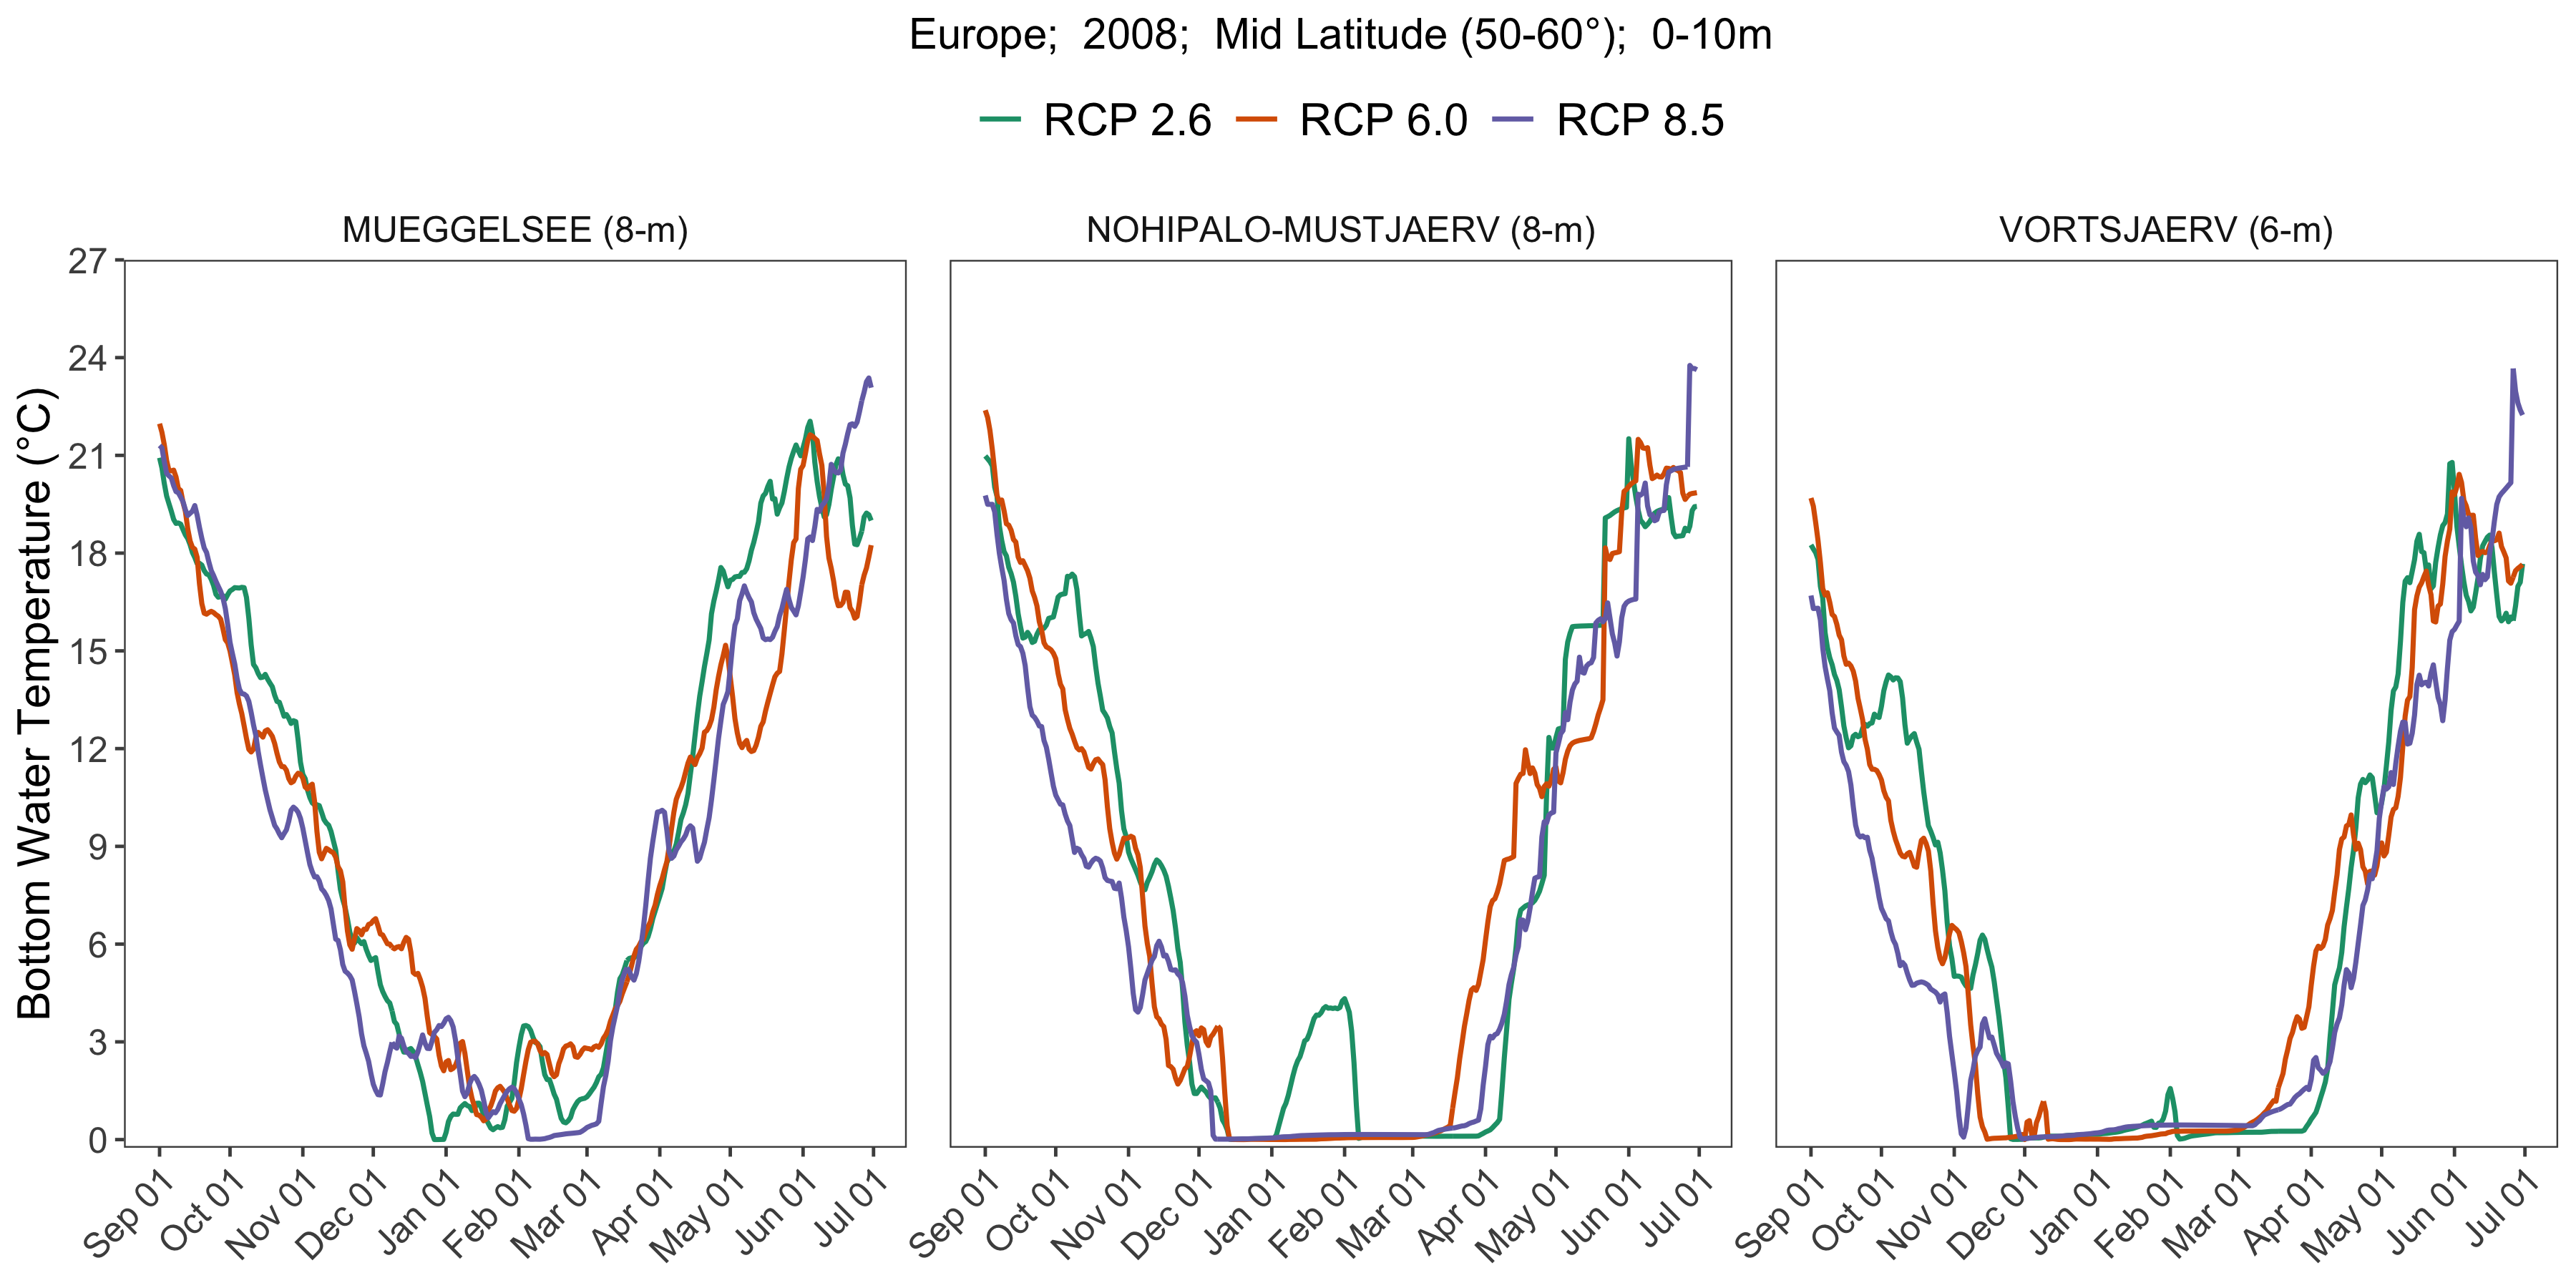 Europe;  2008;  Mid Latitude (50-60°);  0-10m
RCP 2.6 RCP 6.0 RCP 8.5
MUEGGELSEE (8-m) NOHIPALO-MUSTJAERV (8-m) VORTSJAERV (6-m)
Bottom Water Temperature (°C)
27
24
21
18
15
12
9
6
3
0
Sep 01 Oct 01 Nov 01 Dec 01 Jan 01 Feb 01 Mar 01 Apr 01 May 01 Jun 01 Jul 01 Sep 01 Oct 01 Nov 01 Dec 01 Jan 01 Feb 01 Mar 01 Apr 01 May 01 Jun 01 Jul 01 Sep 01 Oct 01 Nov 01 Dec 01 Jan 01 Feb 01 Mar 01 Apr 01 May 01 Jun 01 Jul 01